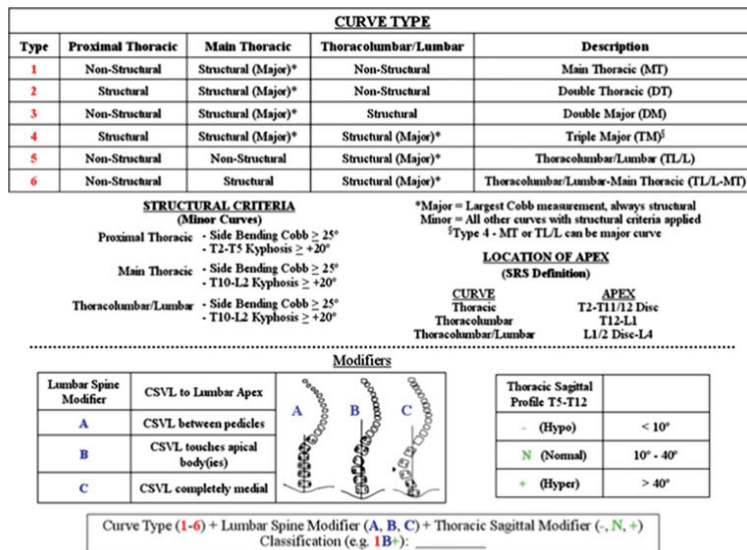 CURVE TYPE
Type Proximal Thoracic Main Thoracic Thoracolumbar/Lumbar Description
1 Non-Structural Structural (Major)* Non-Structural Main Thoracic (MT)
2 Structural Structural (Major)* Non-Structural Double Thoracic (DT)
3 Non-Structural Structural (Major)* Structural Double Major (DM)
4 Structural Structural (Major)* Structural (Major)* Triple Major (TM)§
5 Non-Structural Non-Structural Structural (Major)* Thoracolumbar/Lumbar (TL/L)
6 Non-Structural Structural Structural (Major)* Thoracolumbar/Lumbar-Main Thoracic (TL/L-MT)
STRUCTURAL CRITERIA
(Minor Curves)
Proximal Thoracic - Side Bending Cobb ≥ 25°
- T2-T5 Kyphosis ≥ +20°
Main Thoracic - Side Bending Cobb ≥ 25°
- T10-L2 Kyphosis ≥ +20°
Thoracolumbar/Lumbar - Side Bending Cobb ≥ 25°
- T10-L2 Kyphosis ≥ +20°
*Major = Largest Cobb measurement, always structural
Minor = All other curves with structural criteria applied
§Type 4 - MT or TL/L can be major curve
LOCATION OF APEX
(SRS Definition)
CURVE APEX
Thoracic T2-T11/12 Disc
Thoracolumbar T12-L1
Thoracolumbar/Lumbar L1/2 Disc-L4
Modifiers
Lumbar Spine Modifier CSVL to Lumbar Apex
A CSVL between pedicles
B CSVL touches apical body(ies)
C CSVL completely medial
A B C
Thoracic Sagittal
Profile T5-T12
- (Hypo) < 10°
N (Normal) 10° - 40°
+ (Hyper) > 40°
Curve Type (1-6) + Lumbar Spine Modifier (A, B, C) + Thoracic Sagittal Modifier (-, N, +)
Classification (e.g. 1B+): ________